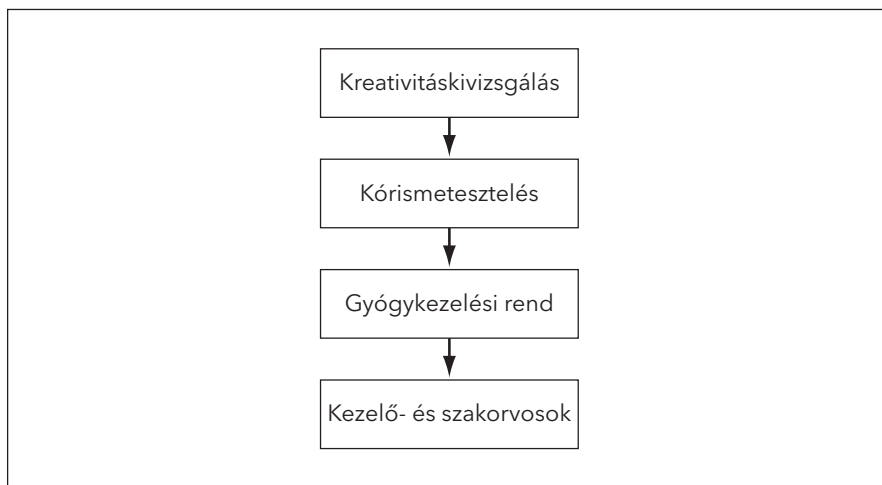 Kreativitáskivizsgálás
Kórismetesztelés
Gyógykezelési rend
Kezelő- és szakorvosok